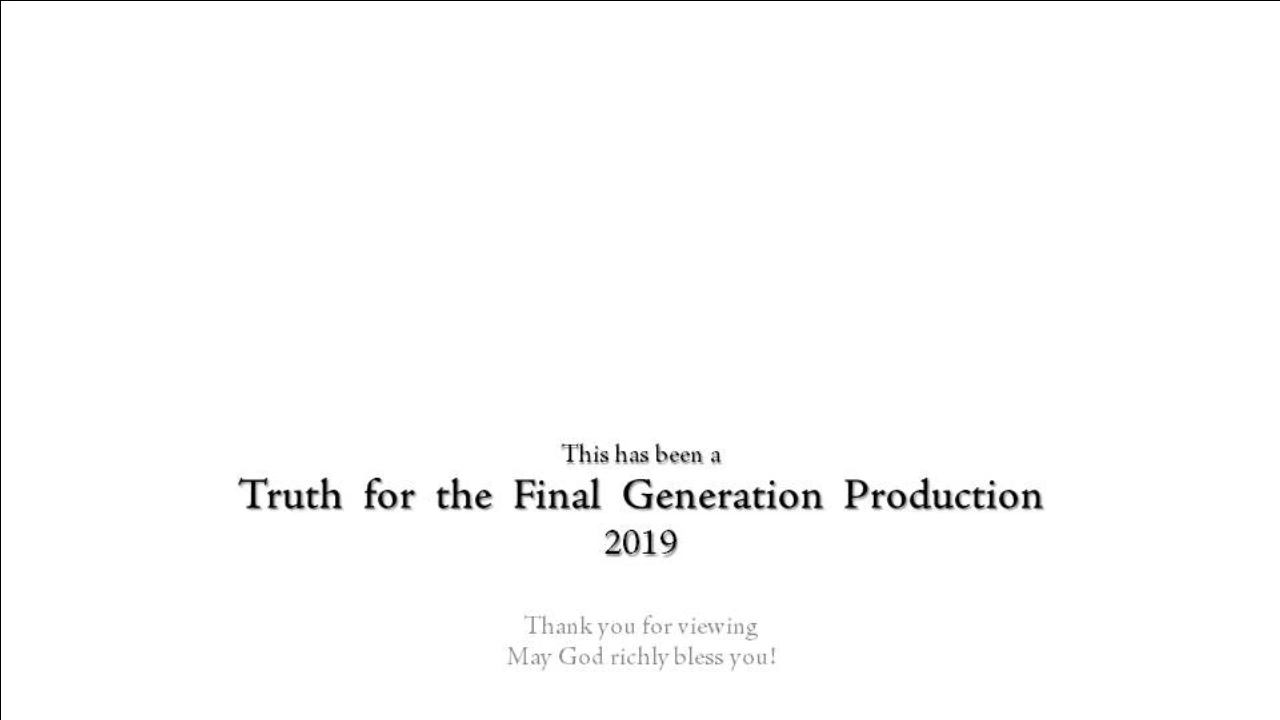 This has been a
Truth for the Final Generation Production
2019
Thank you for viewing
May God richly bless you!